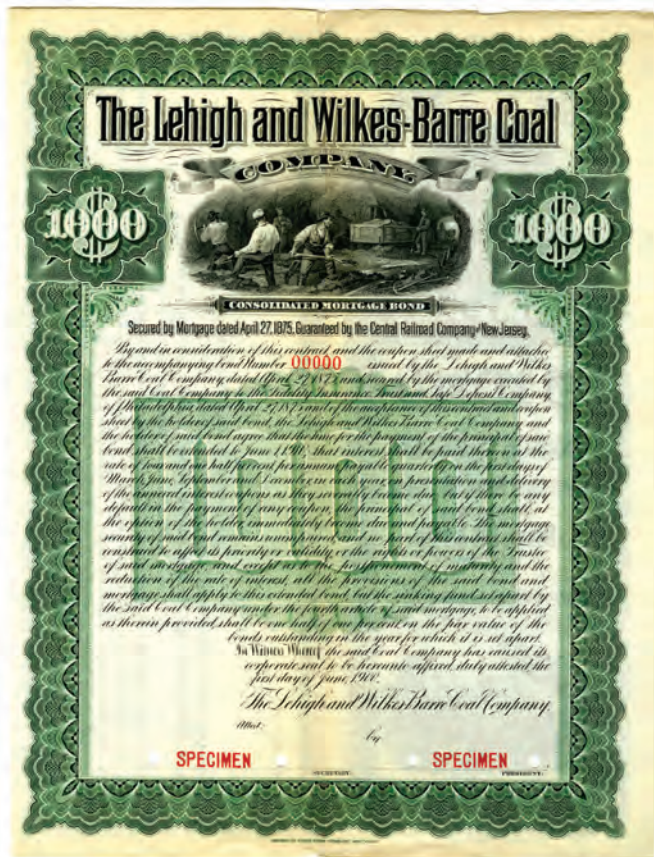 The Lehigh and Wilkes-Barre Coal
COMPANY
$1000 $1000
CONSOLIDATED MORTGAGE BOND
Secured by Mortgage dated April 27, 1875, Guaranteed by the Central Railroad Company of New Jersey.
By and in consideration of this contract, and the coupon sheet made and attached
to the accompanying bond Number 00000 issued by the Lehigh and Wilkes
Barre Coal Company, dated April 27, 1875, and secured by the mortgage executed by
the said Coal Company to the Fidelity Insurance Trust and Safe Deposit Company
of Philadelphia, dated April 27, 1875, and of the acceptance of this contract and coupon
sheet by the holder of said bond, the Lehigh and Wilkes Barre Coal Company and
the holder of said bond agree that the time for the payment of the principal of said
bond shall be extended to June 1, that interest shall be paid thereon at the
rate of four and one half percent per annum payable quarterly on the first days of
March, June, September and December, in each year on presentation and delivery
of the annexed interest coupons as they severally become due, but if there be any
default in the payment of any coupon the principal of said bond shall, at
the option of the holder, immediately become due and payable. The mortgage
security of said bond remains unimpaired and no part of this contract shall be
construed to affect its priority or validity, or the rights or powers of the Trustee
of said mortgage, and except as to the postponement of maturity and the
reduction of the rate of interest, all the provisions of the said bond and
mortgage shall apply to this extended bond, but the sinking fund set apart by
the said Coal Company under the fourth article of said mortgage, to be applied
as therein provided, shall be one half of one percent, on the par value of the
bonds outstanding in the year for which it is set apart.
In Witness Whereof the said Coal Company has caused its
corporate seal to be hereunto affixed, duly attested the
first day of June, 1900.
The Lehigh and Wilkes Barre Coal Company,
Attest:
by
SPECIMEN SPECIMEN
SECRETARY. PRESIDENT.